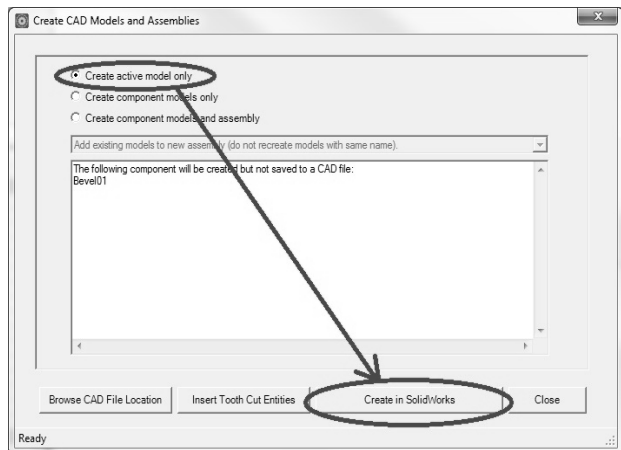 Create CAD Models and Assemblies
Create active model only
Create component models only
Create component models and assembly
Add existing models to new assembly (do not recreate models with same name).
The following component will be created but not saved to a CAD file:
Bevel01
Browse CAD File Location
Insert Tooth Cut Entities
Create in SolidWorks
Close
Ready